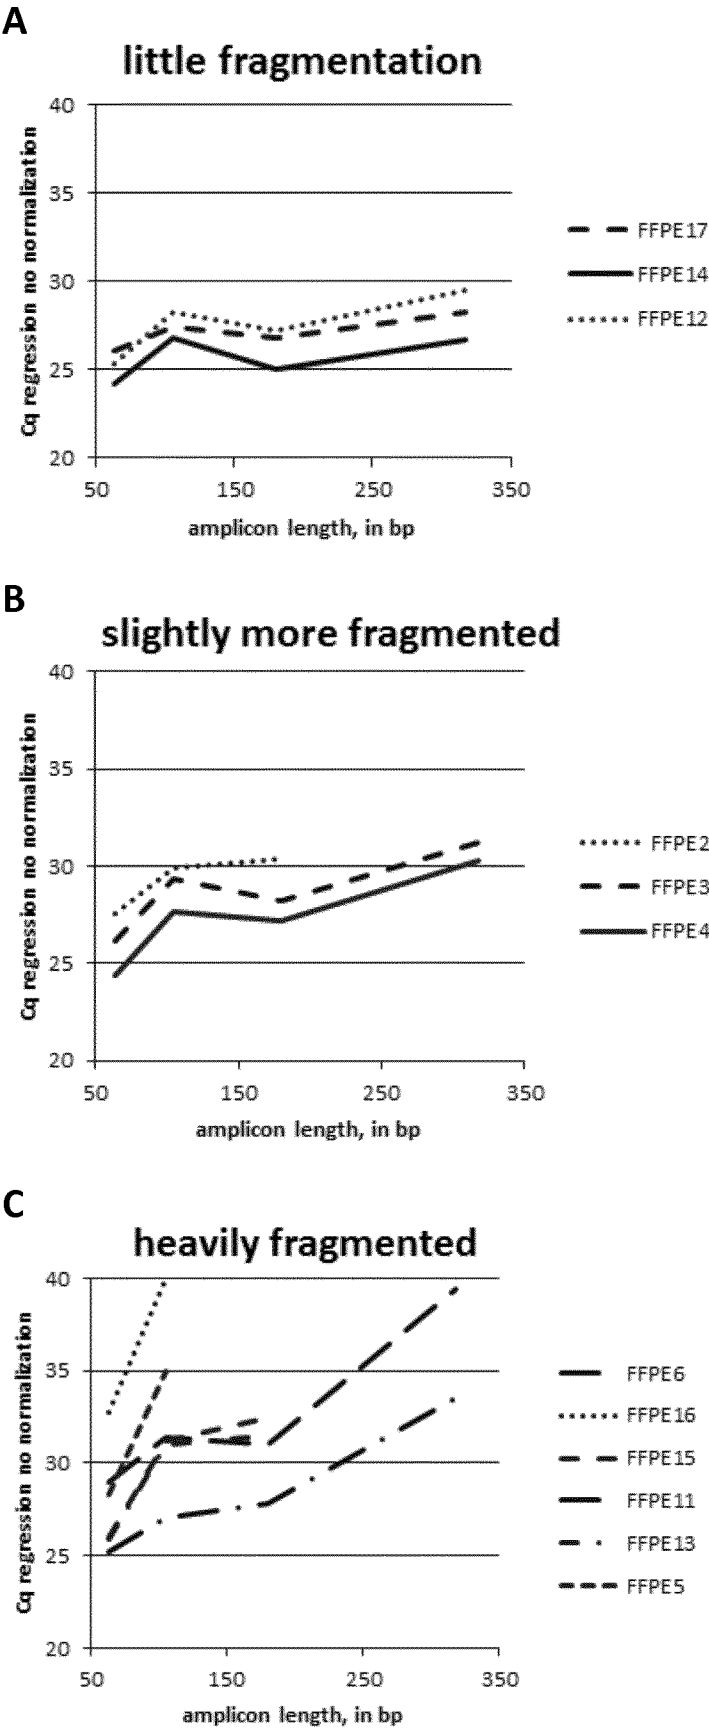 A
little fragmentation
Cq regression no normalization
40
35
30
25
20
50
150
250
350
amplicon length, in bp
FFPE17
FFPE14
FFPE12
B
slightly more fragmented
Cq regression no normalization
40
35
30
25
20
50
150
250
350
amplicon length, in bp
FFPE2
FFPE3
FFPE4
C
heavily fragmented
Cq regression no normalization
40
35
30
25
20
50
150
250
350
amplicon length, in bp
FFPE6
FFPE16
FFPE15
FFPE11
FFPE13
FFPE5